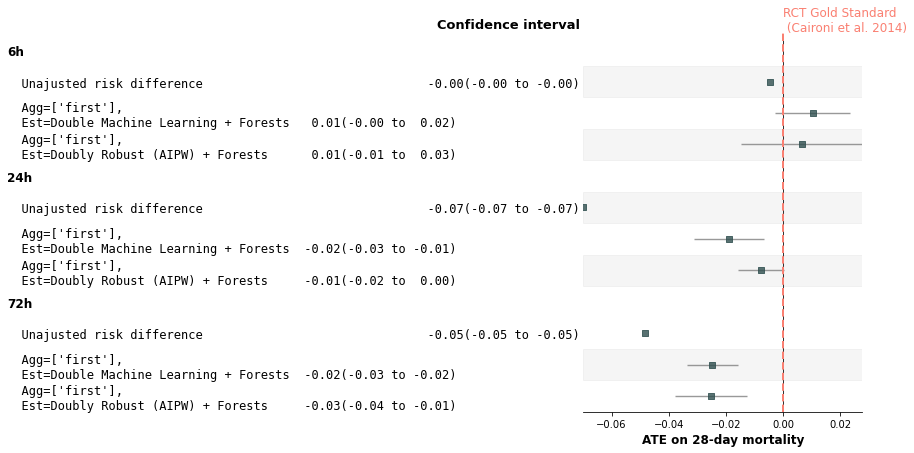 RCT Gold Standard
(Caironi et al. 2014)
Confidence interval
6h
Unajusted risk difference -0.00(-0.00 to -0.00)
Agg=['first'],
Est=Double Machine Learning + Forests 0.01(-0.00 to 0.02)
Agg=['first'],
Est=Doubly Robust (AIPW) + Forests 0.01(-0.01 to 0.03)
24h
Unajusted risk difference -0.07(-0.07 to -0.07)
Agg=['first'],
Est=Double Machine Learning + Forests -0.02(-0.03 to -0.01)
Agg=['first'],
Est=Doubly Robust (AIPW) + Forests -0.01(-0.02 to 0.00)
72h
Unajusted risk difference -0.05(-0.05 to -0.05)
Agg=['first'],
Est=Double Machine Learning + Forests -0.02(-0.03 to -0.02)
Agg=['first'],
Est=Doubly Robust (AIPW) + Forests -0.03(-0.04 to -0.01)
−0.06 −0.04 −0.02 0.00 0.02
ATE on 28-day mortality